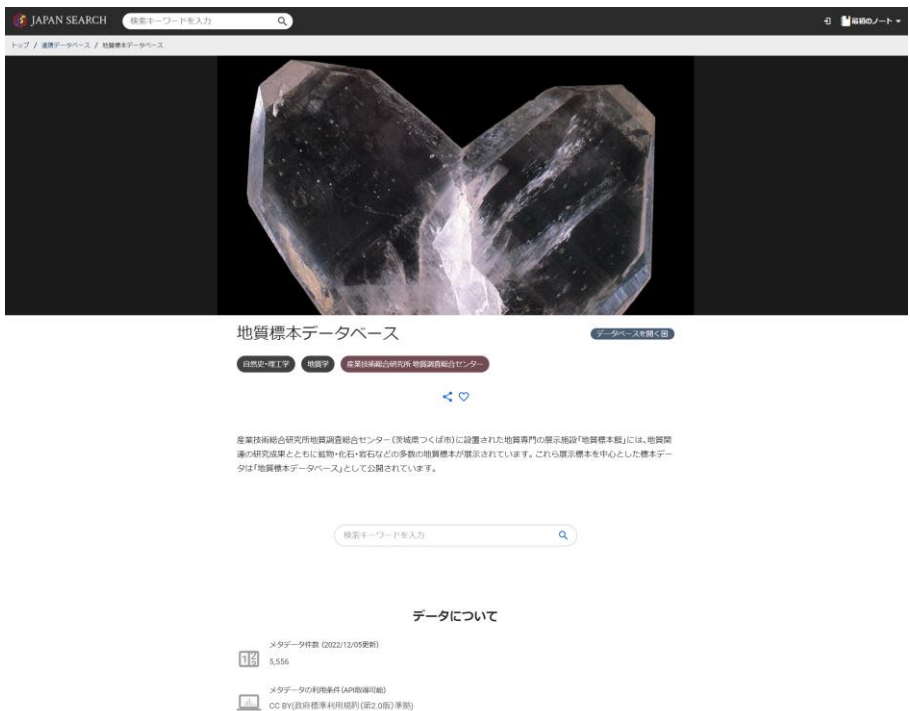 JAPAN SEARCH
検索キーワードを入力
最初のノート
トップ / 連携データベース / 地質標本データベース
地質標本データベース
データベースを開く
自然史・理工学
地質学
産業技術総合研究所 地質調査総合センター
産業技術総合研究所地質調査総合センター(茨城県つくば市)に設置された地質専門の展示施設「地質標本館」には、地質関
連の研究成果とともに鉱物・化石・岩石などの多数の地質標本が展示されています。これら展示標本を中心とした標本デー
タは「地質標本データベース」として公開されています。
検索キーワードを入力
データについて
メタデータ件数 (2022/12/05更新)
5,556
メタデータの利用条件(API取得可能)
CC BY(政府標準利用規約(第2.0版)準拠)